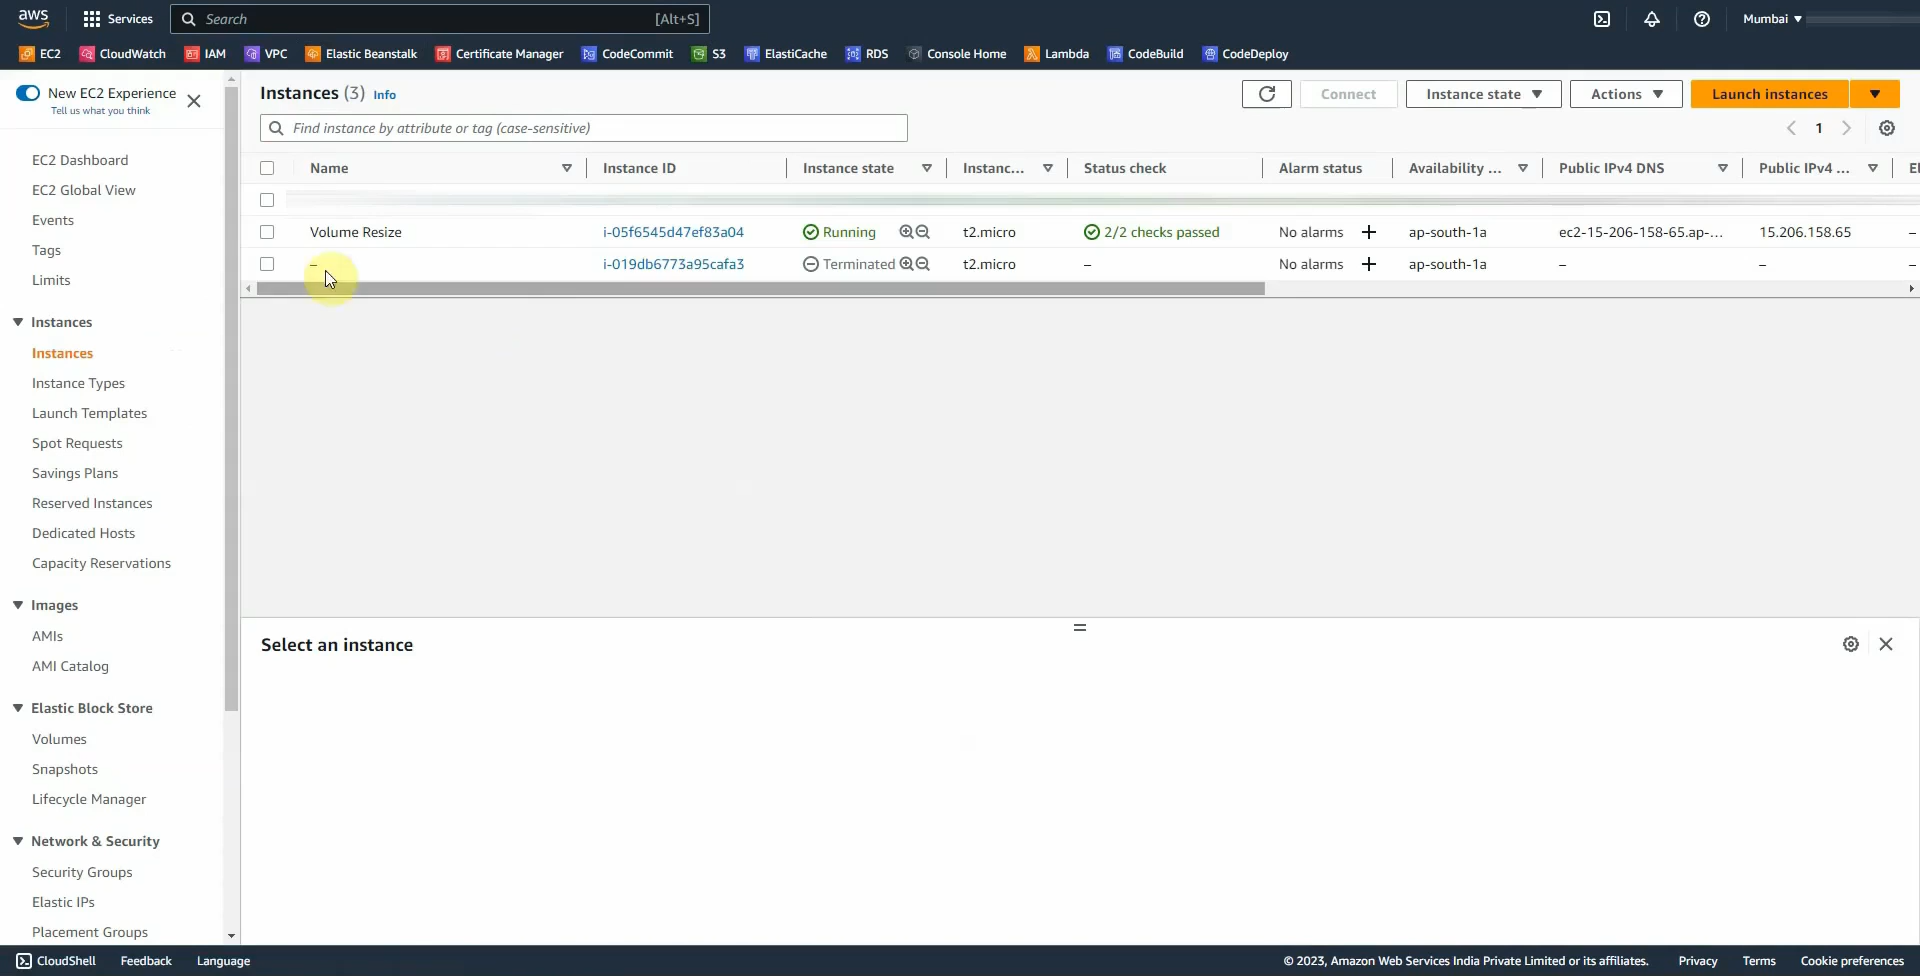 aws Services Search [Alt+S] Mumbai ▼
EC2 CloudWatch IAM VPC Elastic Beanstalk Certificate Manager CodeCommit S3 ElastiCache RDS Console Home Lambda CodeBuild CodeDeploy
New EC2 Experience
Tell us what you think
EC2 Dashboard
EC2 Global View
Events
Tags
Limits
Instances
Instances
Instance Types
Launch Templates
Spot Requests
Savings Plans
Reserved Instances
Dedicated Hosts
Capacity Reservations
Images
AMIs
AMI Catalog
Elastic Block Store
Volumes
Snapshots
Lifecycle Manager
Network & Security
Security Groups
Elastic IPs
Placement Groups
Instances (3) Info Connect Instance state Actions Launch instances
Find instance by attribute or tag (case-sensitive) 1
Name Instance ID Instance state Instanc... Status check Alarm status Availability ... Public IPv4 DNS Public IPv4 ... El
Volume Resize i-05f6545d47ef83a04 Running t2.micro 2/2 checks passed No alarms + ap-south-1a ec2-15-206-158-65.ap-... 15.206.158.65 –
– i-019db6773a95cafa3 Terminated t2.micro – No alarms + ap-south-1a – – –
Select an instance
CloudShell Feedback Language © 2023, Amazon Web Services India Private Limited or its affiliates. Privacy Terms Cookie preferences